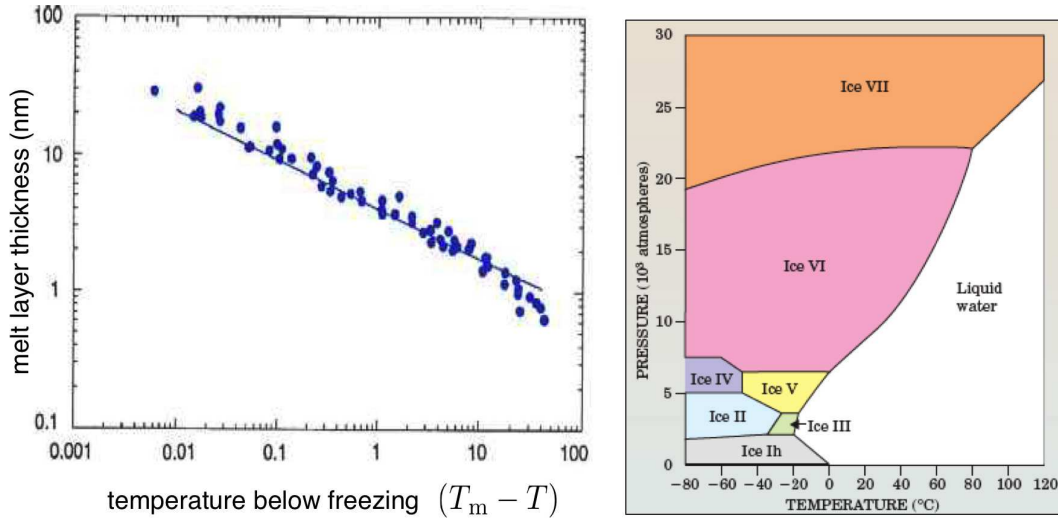 100
10
1
0.1
melt layer thickness (nm)
0.001 0.01 0.1 1 10 100
temperature below freezing (Tm − T)
30
25
20
15
10
5
0
PRESSURE (10³ atmospheres)
Ice VII
Ice VI
Liquid
water
Ice IV
Ice V
Ice II
Ice III
Ice Ih
−80 −60 −40 −20 0 20 40 60 80 100 120
TEMPERATURE (°C)